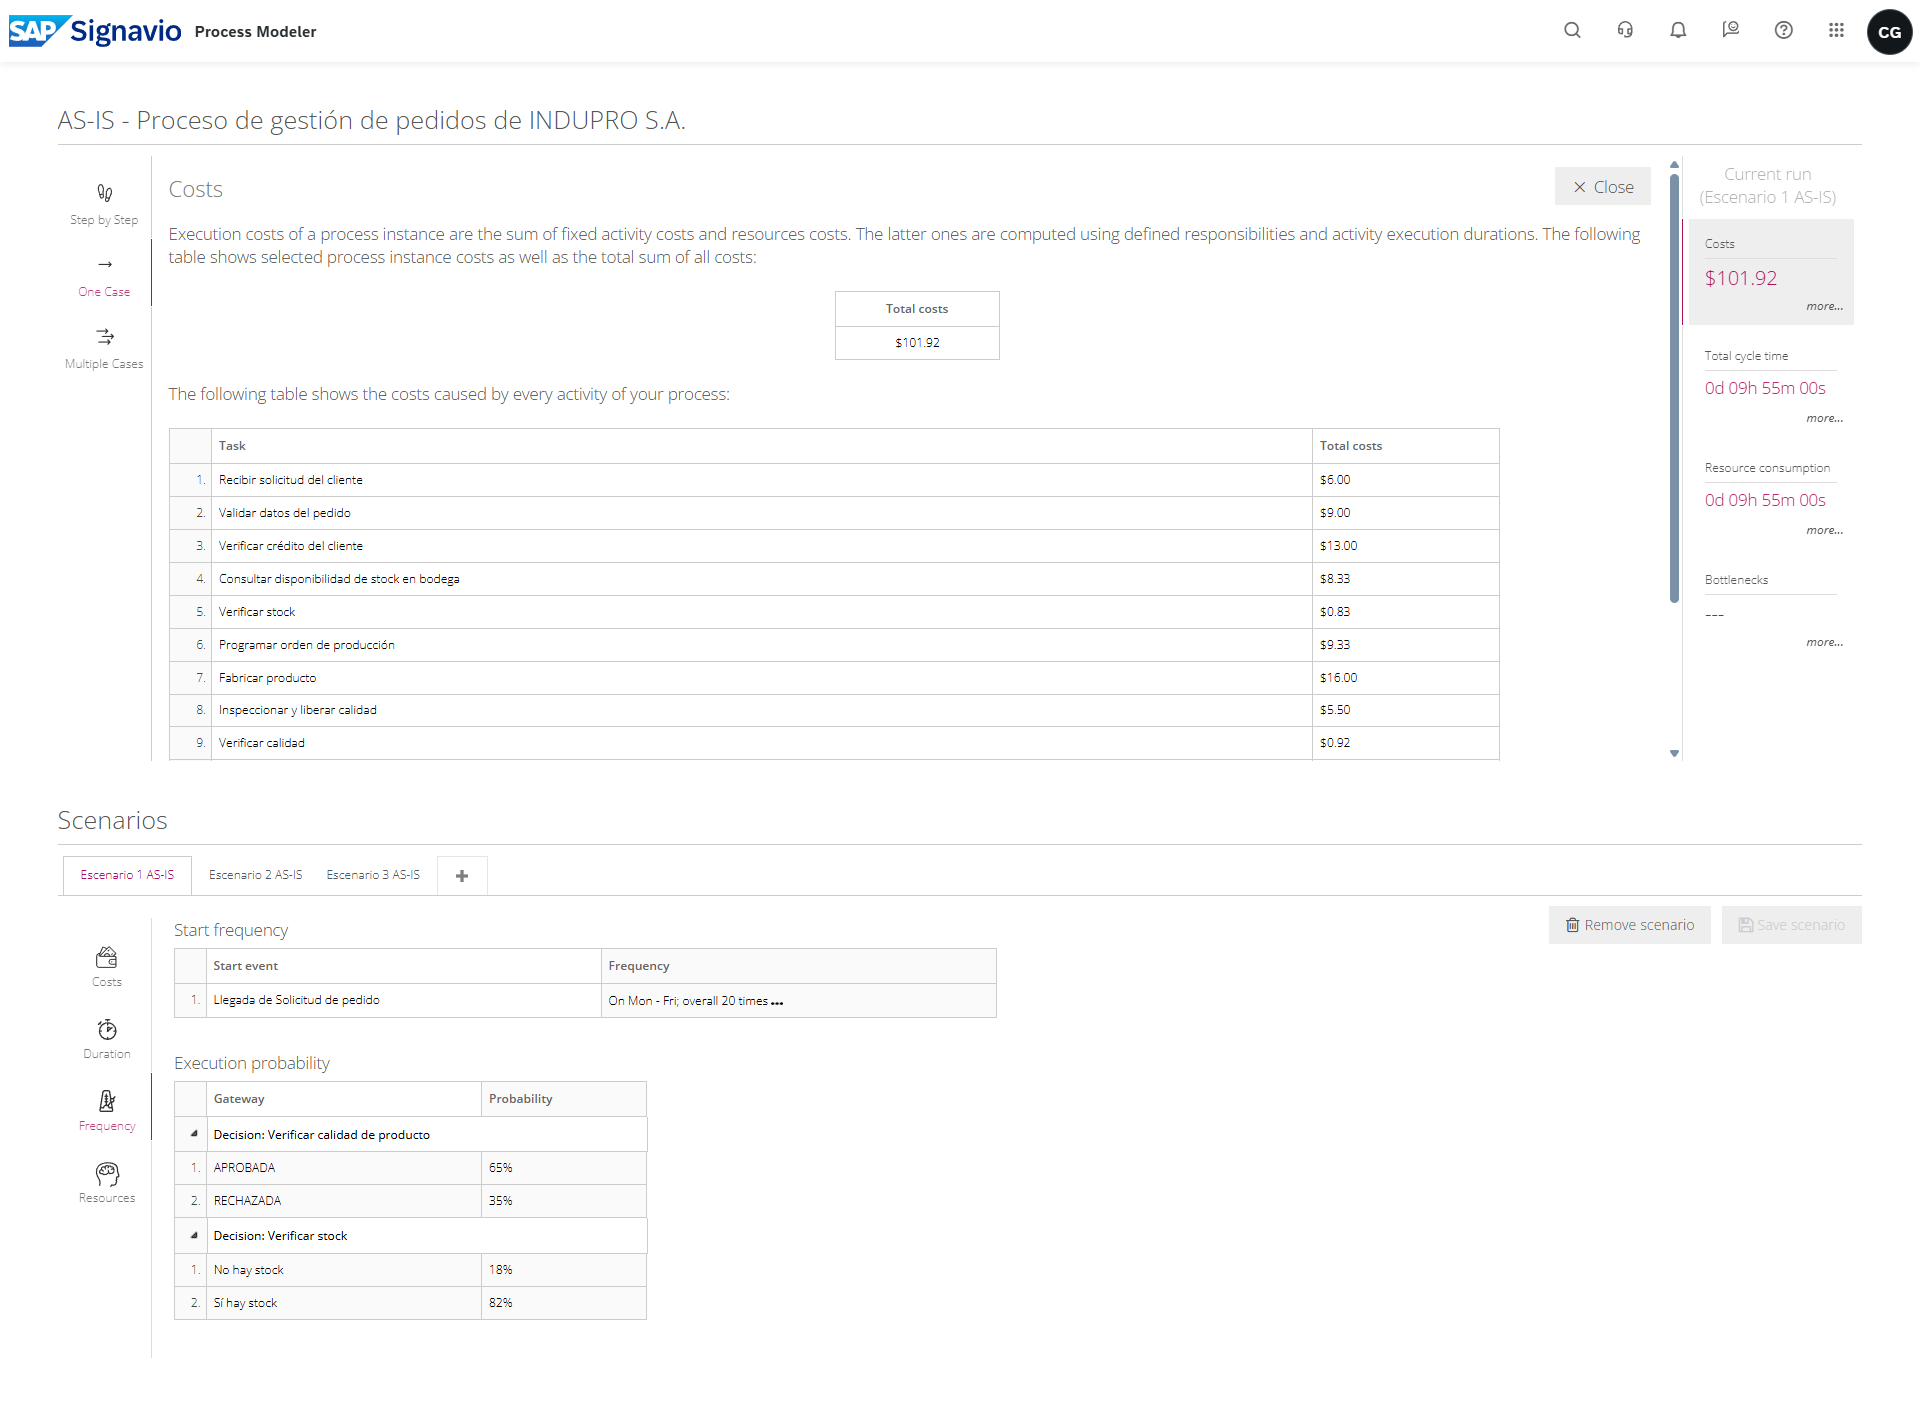 SAP Signavio Process Modeler
CG
AS-IS - Proceso de gestión de pedidos de INDUPRO S.A.
Step by Step
One Case
Multiple Cases
Costs
Close
Execution costs of a process instance are the sum of fixed activity costs and resources costs. The latter ones are computed using defined responsibilities and activity execution durations. The following
table shows selected process instance costs as well as the total sum of all costs:
Total costs
$101.92
The following table shows the costs caused by every activity of your process:
Task Total costs
1. Recibir solicitud del cliente $6.00
2. Validar datos del pedido $9.00
3. Verificar crédito del cliente $13.00
4. Consultar disponibilidad de stock en bodega $8.33
5. Verificar stock $0.83
6. Programar orden de producción $9.33
7. Fabricar producto $16.00
8. Inspeccionar y liberar calidad $5.50
9. Verificar calidad $0.92
Current run
(Escenario 1 AS-IS)
Costs
$101.92
more...
Total cycle time
0d 09h 55m 00s
more...
Resource consumption
0d 09h 55m 00s
more...
Bottlenecks
---
more...
Scenarios
Escenario 1 AS-IS Escenario 2 AS-IS Escenario 3 AS-IS +
Remove scenario Save scenario
Costs
Duration
Frequency
Resources
Start frequency
Start event Frequency
1. Llegada de Solicitud de pedido On Mon - Fri; overall 20 times ...
Execution probability
Gateway Probability
Decision: Verificar calidad de producto
1. APROBADA 65%
2. RECHAZADA 35%
Decision: Verificar stock
1. No hay stock 18%
2. Sí hay stock 82%